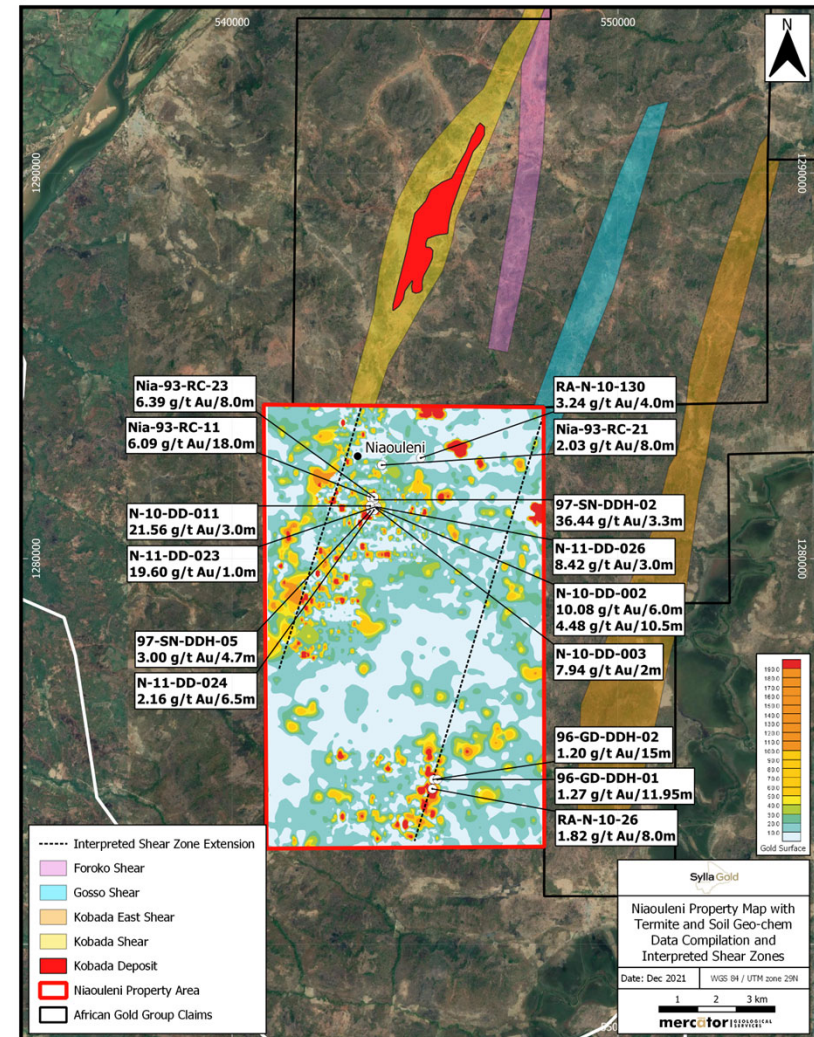 540000
550000
N
1290000
1290000
Nia-93-RC-23
6.39 g/t Au/8.0m
Nia-93-RC-11
6.09 g/t Au/18.0m
N-10-DD-011
21.56 g/t Au/3.0m
N-11-DD-023
19.60 g/t Au/1.0m
97-SN-DDH-05
3.00 g/t Au/4.7m
N-11-DD-024
2.16 g/t Au/6.5m
Niaouleni
RA-N-10-130
3.24 g/t Au/4.0m
Nia-93-RC-21
2.03 g/t Au/8.0m
97-SN-DDH-02
36.44 g/t Au/3.3m
N-11-DD-026
8.42 g/t Au/3.0m
N-10-DD-002
10.08 g/t Au/6.0m
4.48 g/t Au/10.5m
N-10-DD-003
7.94 g/t Au/2m
96-GD-DDH-02
1.20 g/t Au/15m
96-GD-DDH-01
1.27 g/t Au/11.95m
RA-N-10-26
1.82 g/t Au/8.0m
1280000
1280000
Gold Surface
Interpreted Shear Zone Extension
Foroko Shear
Gosso Shear
Kobada East Shear
Kobada Shear
Kobada Deposit
Niaouleni Property Area
African Gold Group Claims
Sylla Gold
Niaouleni Property Map with
Termite and Soil Geo-chem
Data Compilation and
Interpreted Shear Zones
Date: Dec 2021
WGS 84 / UTM zone 29N
1 2 3 km
mercator GEOLOGICAL SERVICES